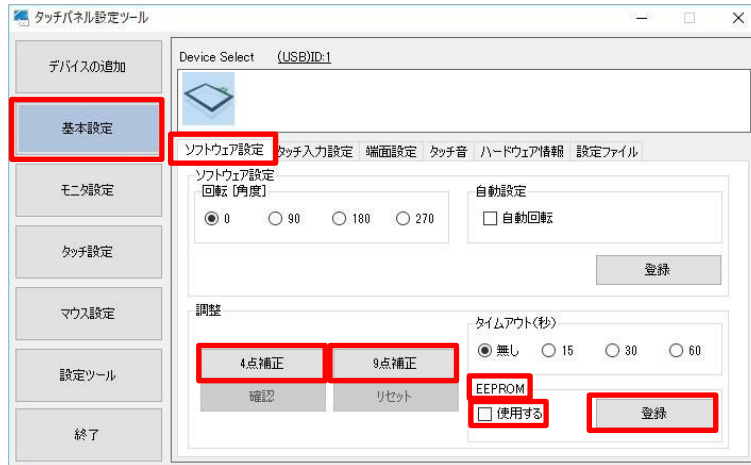 タッチパネル設定ツール
デバイスの追加
基本設定
モニタ設定
タッチ設定
マウス設定
設定ツール
終了
Device Select (USB)ID:1
ソフトウェア設定 タッチ入力設定 端面設定 タッチ音 ハードウェア情報 設定ファイル
ソフトウェア設定
回転 [角度]
0 90 180 270
自動設定
自動回転
登録
調整
4点補正 9点補正
確認 リセット
タイムアウト(秒)
無し 15 30 60
EEPROM
使用する
登録